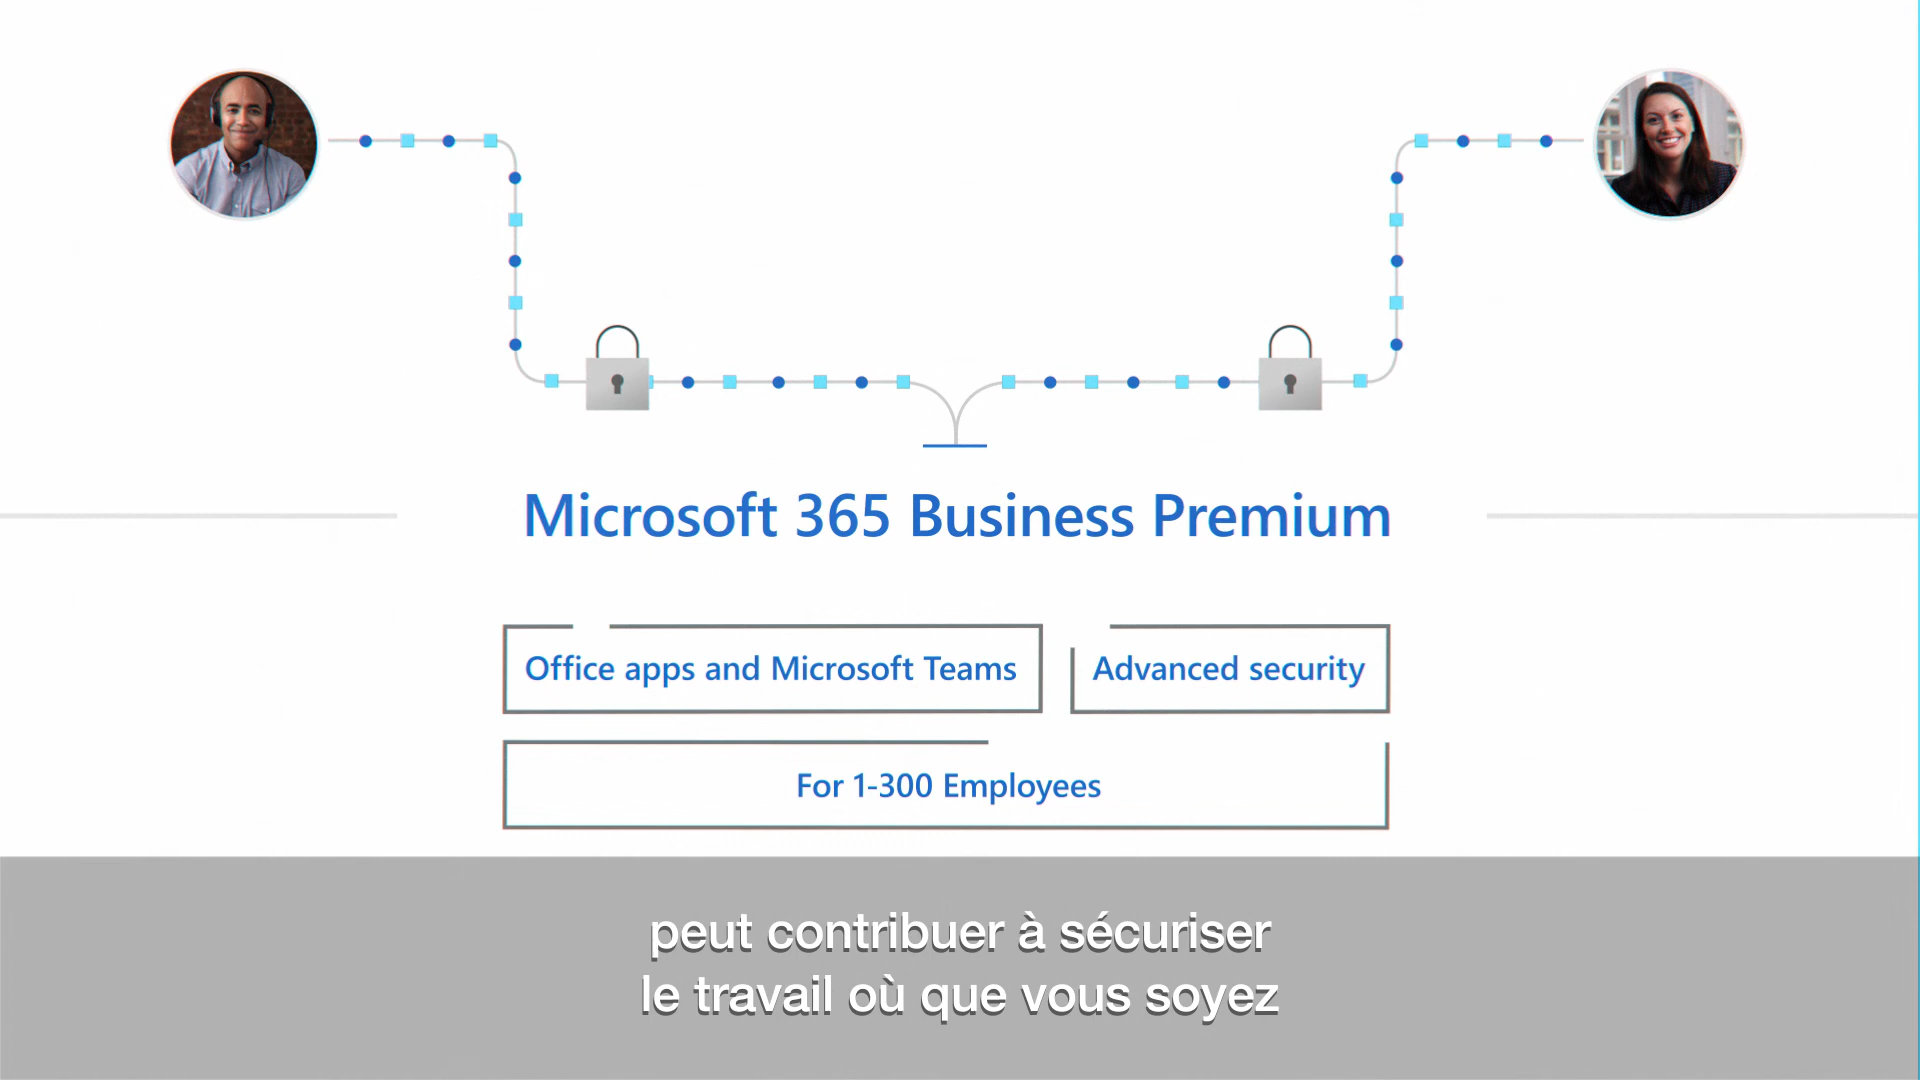 Microsoft 365 Business Premium
Office apps and Microsoft Teams
Advanced security
For 1-300 Employees
peut contribuer à sécuriser
le travail où que vous soyez